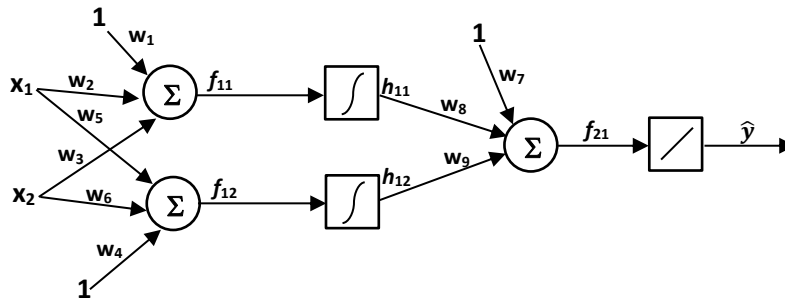 1
w₁
x₁
w₂
w₅
w₃
x₂
w₆
w₄
1
Σ
f₁₁
h₁₁
Σ
f₁₂
h₁₂
1
w₇
w₈
w₉
Σ
f₂₁
ŷ